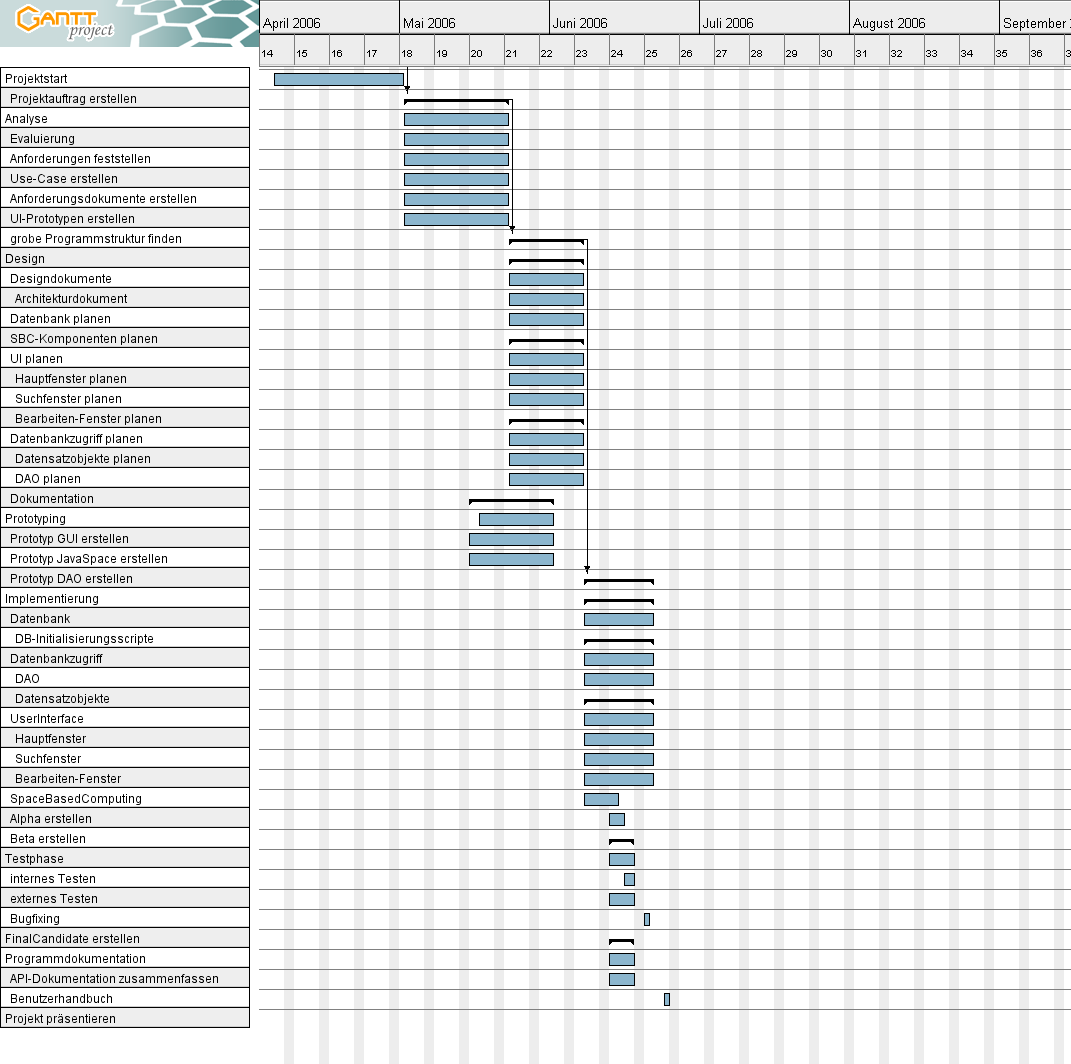 GANTT
project
April 2006 Mai 2006 Juni 2006 Juli 2006 August 2006 September
14 15 16 17 18 19 20 21 22 23 24 25 26 27 28 29 30 31 32 33 34 35 36
Projektstart
Projektauftrag erstellen
Analyse
Evaluierung
Anforderungen feststellen
Use-Case erstellen
Anforderungsdokumente erstellen
UI-Prototypen erstellen
grobe Programmstruktur finden
Design
Designdokumente
Architekturdokument
Datenbank planen
SBC-Komponenten planen
UI planen
Hauptfenster planen
Suchfenster planen
Bearbeiten-Fenster planen
Datenbankzugriff planen
Datensatzobjekte planen
DAO planen
Dokumentation
Prototyping
Prototyp GUI erstellen
Prototyp JavaSpace erstellen
Prototyp DAO erstellen
Implementierung
Datenbank
DB-Initialisierungsscripte
Datenbankzugriff
DAO
Datensatzobjekte
UserInterface
Hauptfenster
Suchfenster
Bearbeiten-Fenster
SpaceBasedComputing
Alpha erstellen
Beta erstellen
Testphase
internes Testen
externes Testen
Bugfixing
FinalCandidate erstellen
Programmdokumentation
API-Dokumentation zusammenfassen
Benutzerhandbuch
Projekt präsentieren